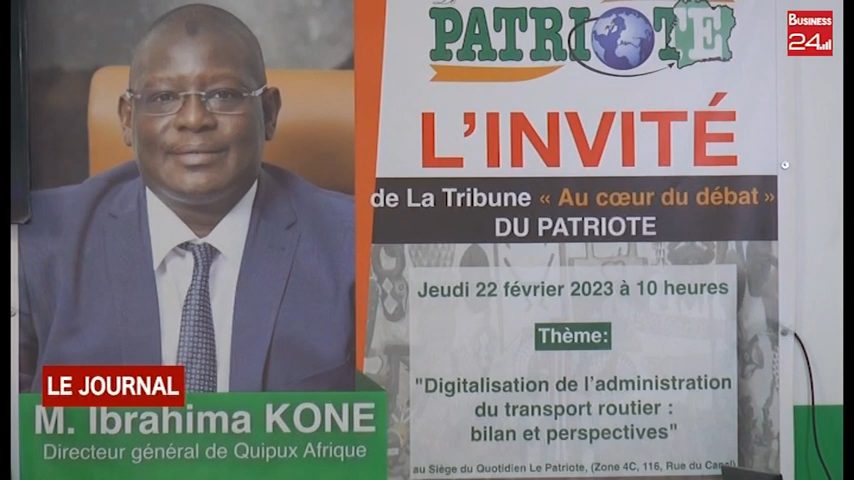 BUSINESS
24
PATRIOTE
L'INVITÉ
de La Tribune « Au cœur du débat »
DU PATRIOTE
Jeudi 22 février 2023 à 10 heures
Thème:
"Digitalisation de l'administration
du transport routier :
bilan et perspectives"
au Siège du Quotidien Le Patriote, (Zone 4C, 116, Rue du Canal)
LE JOURNAL
M. Ibrahima KONE
Directeur général de Quipux Afrique